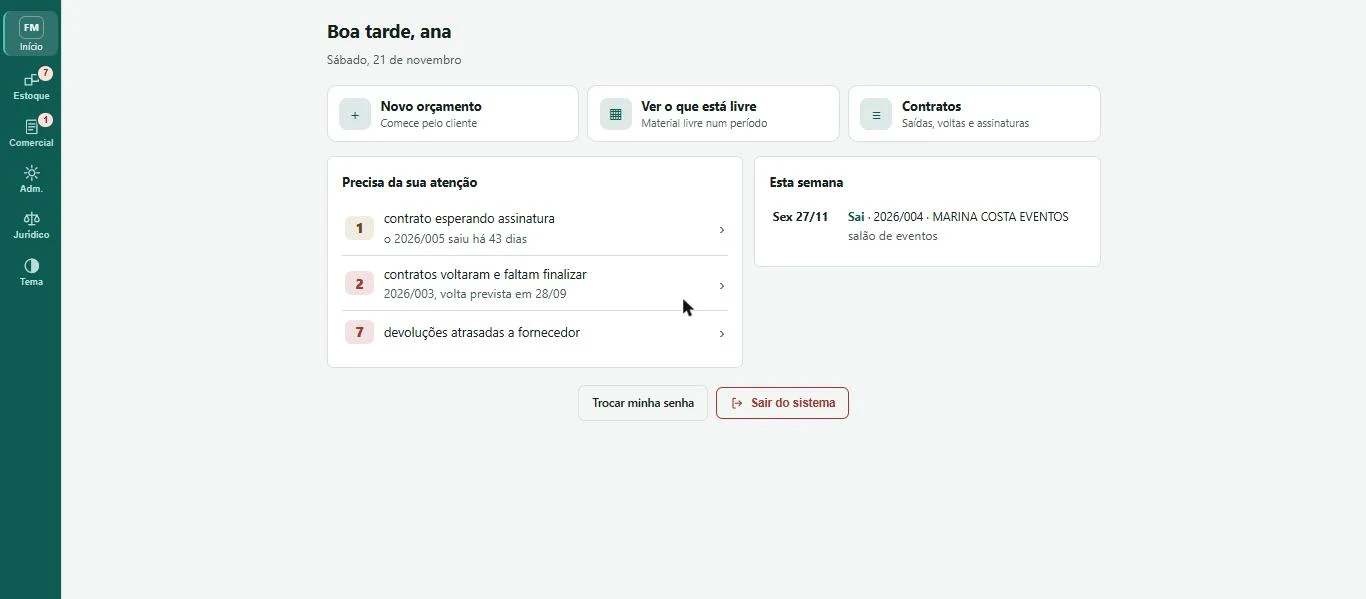 FM
Início
7
Estoque
1
Comercial
Adm.
Jurídico
Tema
Boa tarde, ana
Sábado, 21 de novembro
+ Novo orçamento
Comece pelo cliente
Ver o que está livre
Material livre num período
Contratos
Saídas, voltas e assinaturas
Precisa da sua atenção
1 contrato esperando assinatura
o 2026/005 saiu há 43 dias
2 contratos voltaram e faltam finalizar
2026/003, volta prevista em 28/09
7 devoluções atrasadas a fornecedor
Esta semana
Sex 27/11 Sai · 2026/004 · MARINA COSTA EVENTOS
salão de eventos
Trocar minha senha
Sair do sistema